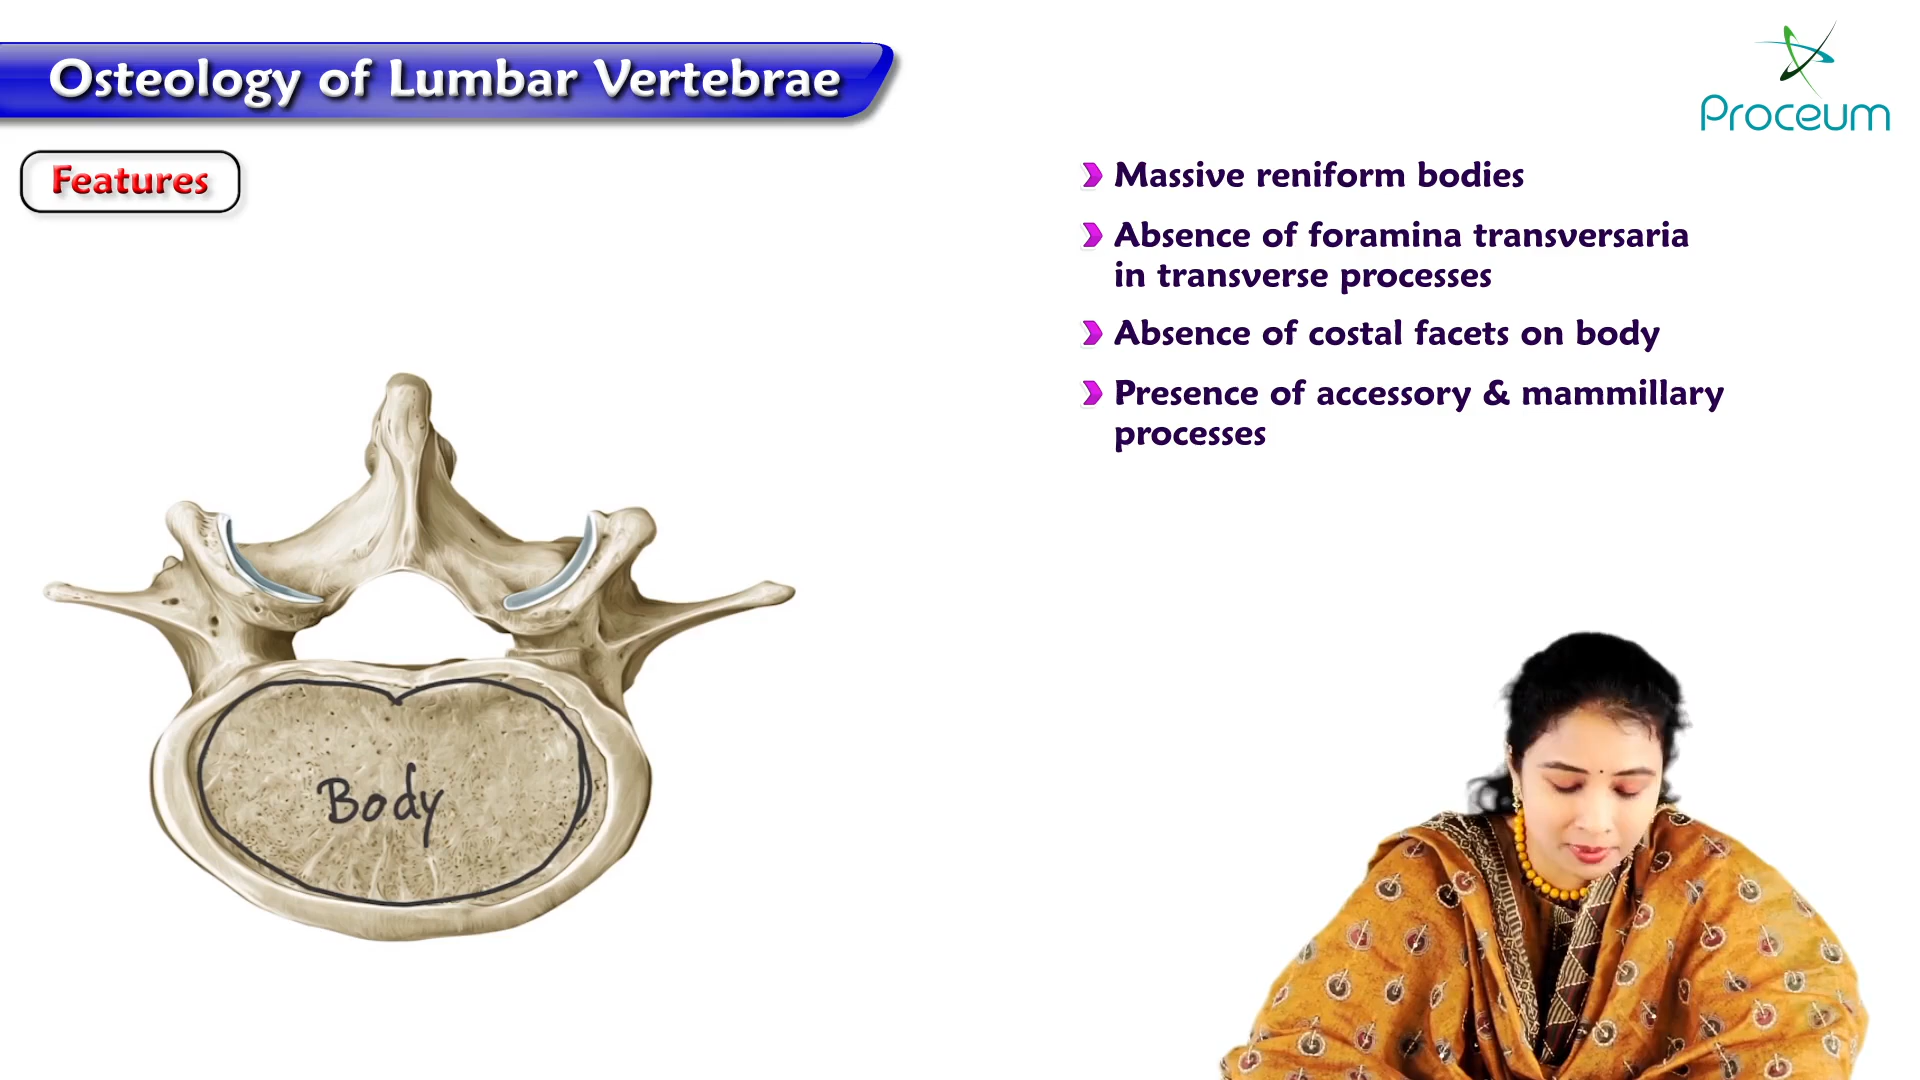 Osteology of Lumbar Vertebrae
Proceum
Features
Massive reniform bodies
Absence of foramina transversaria
in transverse processes
Absence of costal facets on body
Presence of accessory & mammillary
processes
Body